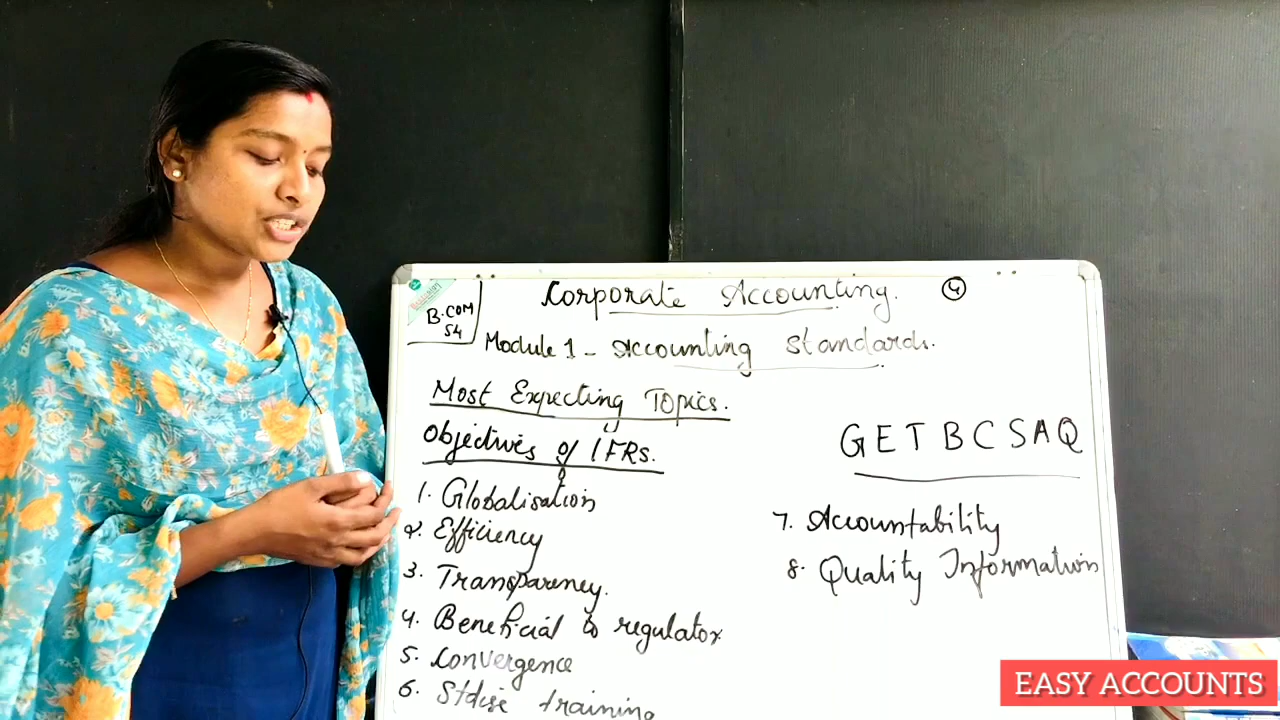 B.COM
S4
Corporate Accounting. 4
Module 1 - Accounting Standards.
Most Expecting Topics.
Objectives of IFRs.
GETBCSAQ
1. Globalisation
2. Efficiency
3. Transparency.
4. Beneficial to regulator
5. Convergence
6. Stdise training
7. Accountability
8. Quality Information
EASY ACCOUNTS